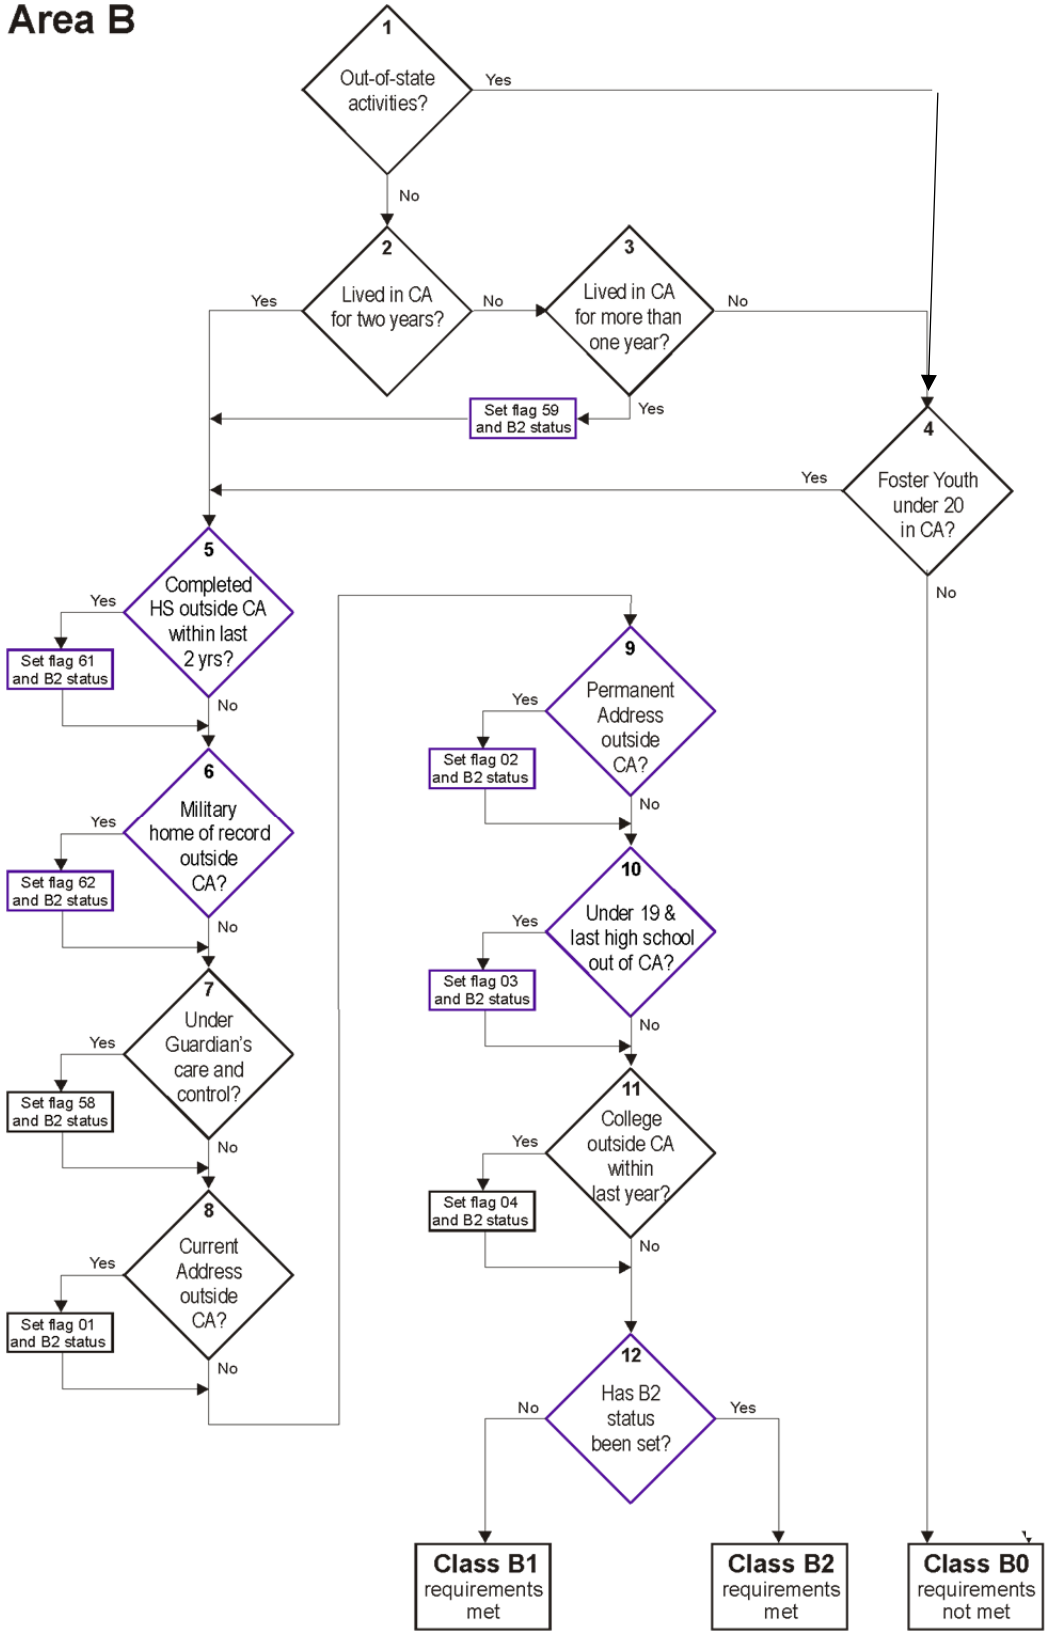 Area B
1
Out-of-state
activities?
Yes
No
2
Lived in CA
for two years?
Yes
No
3
Lived in CA
for more than
one year?
No
Yes
Set flag 59
and B2 status
4
Foster Youth
under 20
in CA?
Yes
No
5
Completed
HS outside CA
within last
2 yrs?
Yes
Set flag 61
and B2 status
No
6
Military
home of record
outside
CA?
Yes
Set flag 62
and B2 status
No
7
Under
Guardian's
care and
control?
Yes
Set flag 58
and B2 status
No
8
Current
Address
outside
CA?
Yes
Set flag 01
and B2 status
No
9
Permanent
Address
outside
CA?
Yes
Set flag 02
and B2 status
No
10
Under 19 &
last high school
out of CA?
Yes
Set flag 03
and B2 status
No
11
College
outside CA
within
last year?
Yes
Set flag 04
and B2 status
No
12
Has B2
status
been set?
No
Yes
Class B1
requirements
met
Class B2
requirements
met
Class B0
requirements
not met